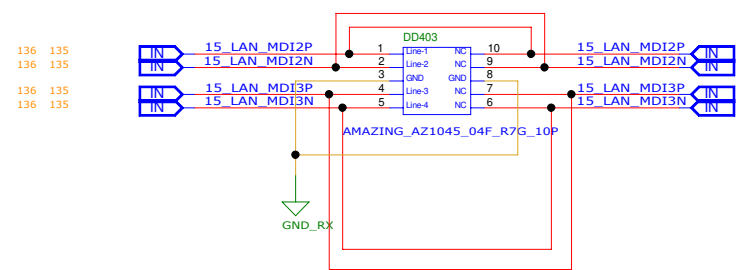 DD403
136 135 IN 15_LAN_MDI2P 1 Line-1 NC 10 15_LAN_MDI2P IN
136 135 IN 15_LAN_MDI2N 2 Line-2 NC 9 15_LAN_MDI2N IN
3 GND GND 8
136 135 IN 15_LAN_MDI3P 4 Line-3 NC 7 15_LAN_MDI3P IN
136 135 IN 15_LAN_MDI3N 5 Line-4 NC 6 15_LAN_MDI3N IN
AMAZING_AZ1045_04F_R7G_10P
GND_RX